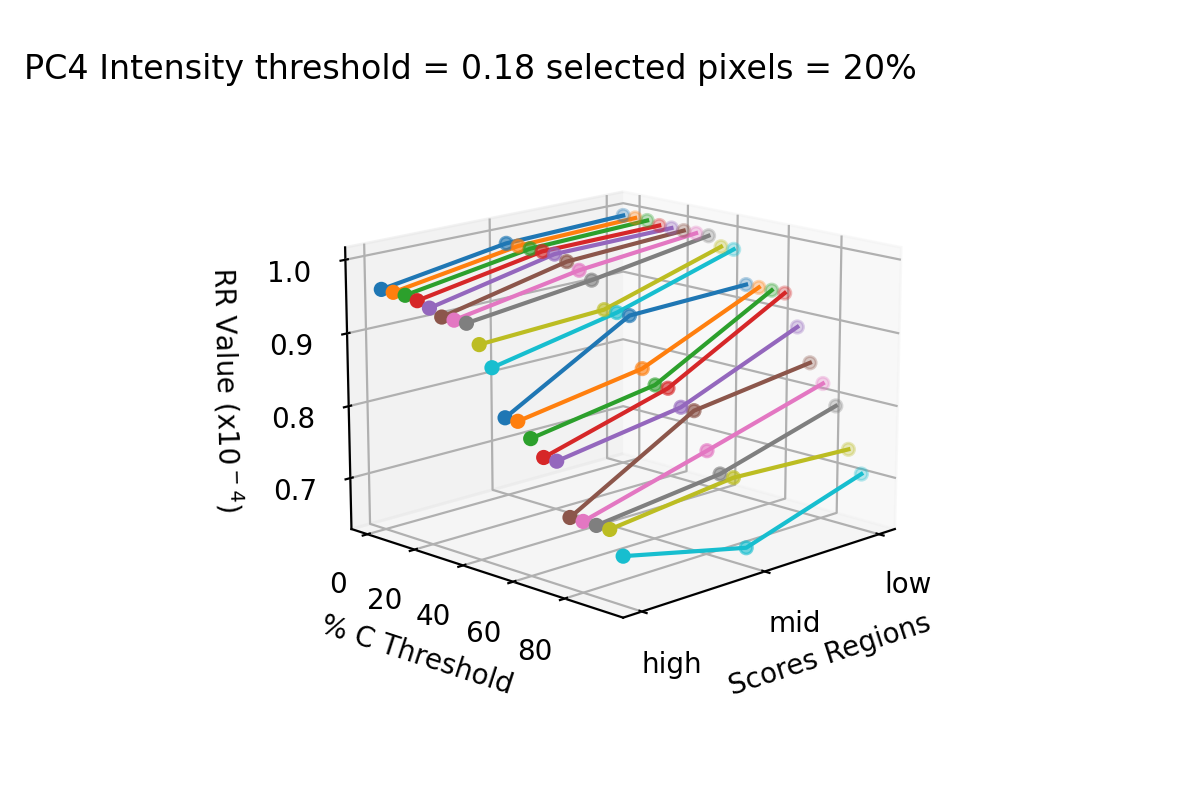 PC4 Intensity threshold = 0.18 selected pixels = 20%
1.0
0.9
0.8
0.7
RR Value (x10⁻⁴)
0
20
40
60
80
% C Threshold
high
mid
low
Scores Regions